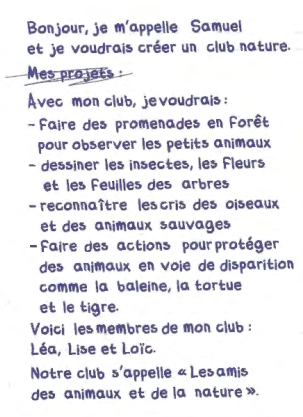 Bonjour, je m'appelle Samuel
et je voudrais créer un club nature.
Mes projets :
Avec mon club, je voudrais :
- Faire des promenades en Forêt
pour observer les petits animaux
- dessiner les insectes, les Fleurs
et les Feuilles des arbres
- reconnaître les cris des oiseaux
et des animaux sauvages
- Faire des actions pour protéger
des animaux en voie de disparition
comme la baleine, la tortue
et le tigre.
Voici les membres de mon club :
Léa, Lise et Loïc.
Notre club s'appelle « Les amis
des animaux et de la nature ».